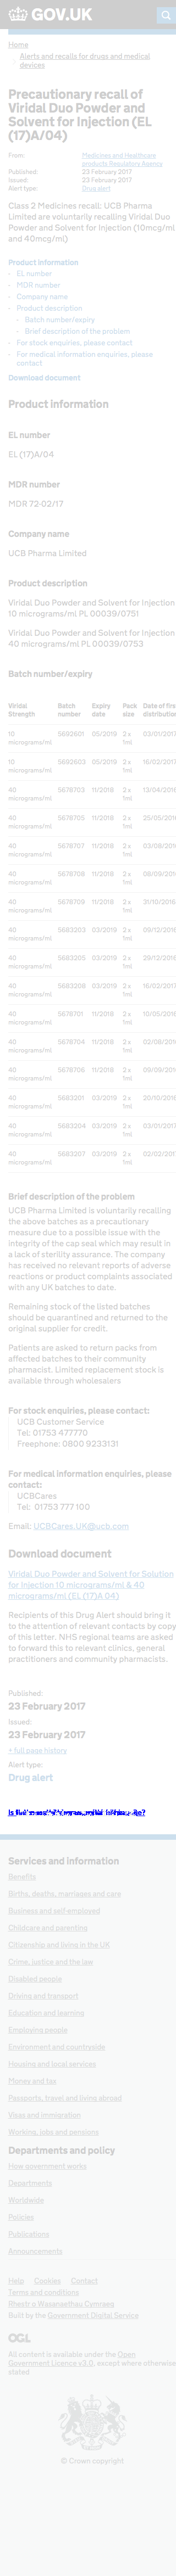 GOV.UK
Home
Alerts and recalls for drugs and medical
devices
Precautionary recall of
Viridal Duo Powder and
Solvent for Injection (EL
(17)A/04)
From:
Medicines and Healthcare
products Regulatory Agency
Published:
23 February 2017
Issued:
23 February 2017
Alert type:
Drug alert
Class 2 Medicines recall: UCB Pharma
Limited are voluntarily recalling Viridal Duo
Powder and Solvent for Injection (10mcg/ml
and 40mcg/ml)
Product information
EL number
MDR number
Company name
Product description
Batch number/expiry
Brief description of the problem
For stock enquiries, please contact
For medical information enquiries, please
contact
Download document
Product information
EL number
EL (17)A/04
MDR number
MDR 72-02/17
Company name
UCB Pharma Limited
Product description
Viridal Duo Powder and Solvent for Injection
10 micrograms/ml PL 00039/0751
Viridal Duo Powder and Solvent for Injection
40 micrograms/ml PL 00039/0753
Batch number/expiry
Viridal Strength Batch number Expiry date Pack size Date of first distribution
10 micrograms/ml 5692601 05/2019 2 x 1ml 03/01/2017
10 micrograms/ml 5692603 05/2019 2 x 1ml 16/02/2017
40 micrograms/ml 5678703 11/2018 2 x 1ml 13/04/2016
40 micrograms/ml 5678705 11/2018 2 x 1ml 25/05/2016
40 micrograms/ml 5678707 11/2018 2 x 1ml 03/08/2016
40 micrograms/ml 5678708 11/2018 2 x 1ml 08/09/2016
40 micrograms/ml 5678709 11/2018 2 x 1ml 31/10/2016
40 micrograms/ml 5683203 03/2019 2 x 1ml 09/12/2016
40 micrograms/ml 5683205 03/2019 2 x 1ml 29/12/2016
40 micrograms/ml 5683208 03/2019 2 x 1ml 16/02/2017
40 micrograms/ml 5678701 11/2018 2 x 1ml 10/05/2016
40 micrograms/ml 5678704 11/2018 2 x 1ml 02/08/2016
40 micrograms/ml 5678706 11/2018 2 x 1ml 09/09/2016
40 micrograms/ml 5683201 03/2019 2 x 1ml 20/10/2016
40 micrograms/ml 5683204 03/2019 2 x 1ml 03/01/2017
40 micrograms/ml 5683207 03/2019 2 x 1ml 02/02/2017
Brief description of the problem
UCB Pharma Limited is voluntarily recalling
the above batches as a precautionary
measure due to a possible issue with the
integrity of the cap seal which may result in
a lack of sterility assurance. The company
has received no relevant reports of adverse
reactions or product complaints associated
with any UK batches to date.
Remaining stock of the listed batches
should be quarantined and returned to the
original supplier for credit.
Patients are asked to return packs from
affected batches to their community
pharmacist. Limited replacement stock is
available through wholesalers
For stock enquiries, please contact:
UCB Customer Service
Tel: 01753 477770
Freephone: 0800 9233131
For medical information enquiries, please
contact:
UCBCares
Tel: 01753 777 100
Email: UCBCares.UK@ucb.com
Download document
Viridal Duo Powder and Solvent for Solution
for Injection 10 micrograms/ml & 40
micrograms/ml (EL (17)A 04)
Recipients of this Drug Alert should bring it
to the attention of relevant contacts by copy
of this letter. NHS regional teams are asked
to forward this to relevant clinics, general
practitioners and community pharmacists.
Published:
23 February 2017
Issued:
23 February 2017
+ full page history
Alert type:
Drug alert
Services and information
Benefits
Births, deaths, marriages and care
Business and self-employed
Childcare and parenting
Citizenship and living in the UK
Crime, justice and the law
Disabled people
Driving and transport
Education and learning
Employing people
Environment and countryside
Housing and local services
Money and tax
Passports, travel and living abroad
Visas and immigration
Working, jobs and pensions
Departments and policy
How government works
Departments
Worldwide
Policies
Publications
Announcements
Help Cookies Contact
Terms and conditions
Rhestr o Wasanaethau Cymraeg
Built by the Government Digital Service
OGL
All content is available under the Open
Government Licence v3.0, except where otherwise
stated
© Crown copyright